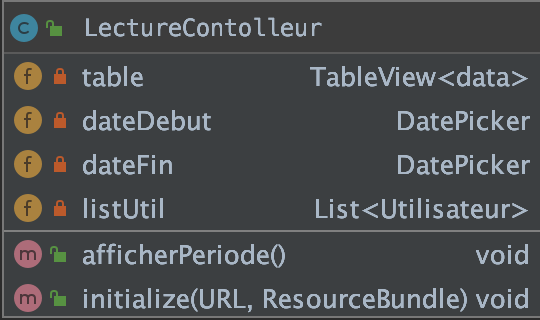 C LectureContolleur
f table TableView<data>
f dateDebut DatePicker
f dateFin DatePicker
f listUtil List<Utilisateur>
m afficherPeriode() void
m initialize(URL, ResourceBundle) void